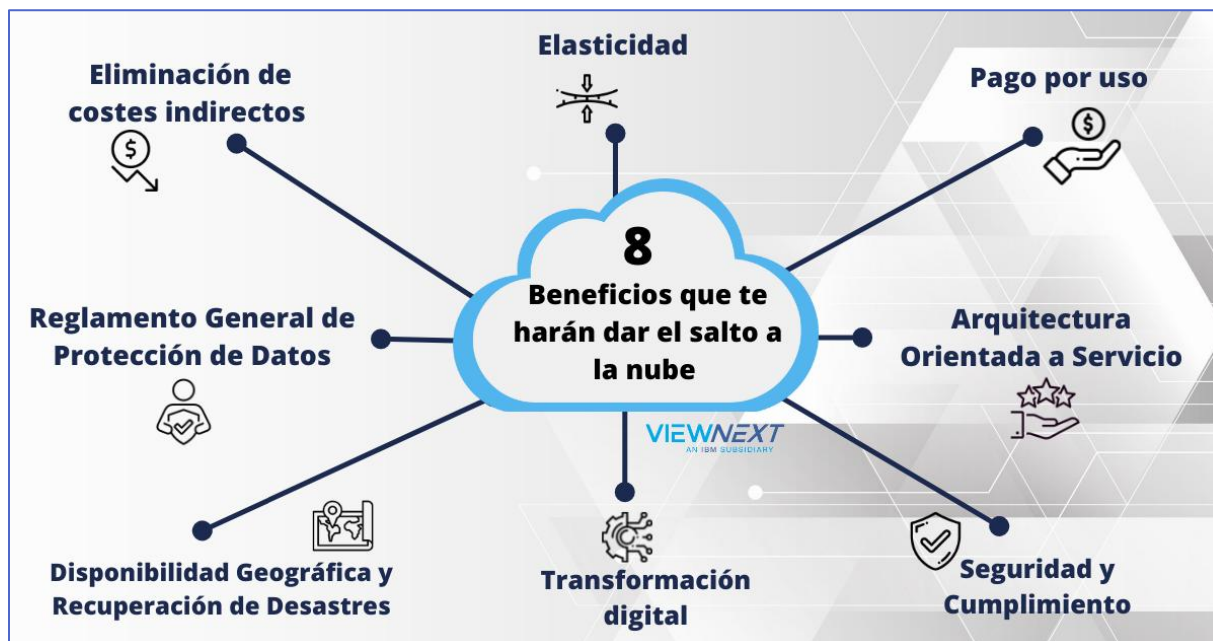 Elasticidad
Eliminación de
costes indirectos
$
Pago por uso
$
8
Beneficios que te
harán dar el salto a
la nube
Reglamento General de
Protección de Datos
Arquitectura
Orientada a Servicio
VIEWNEXT
AN IBM SUBSIDIARY
Disponibilidad Geográfica y
Recuperación de Desastres
Transformación
digital
Seguridad y
Cumplimiento